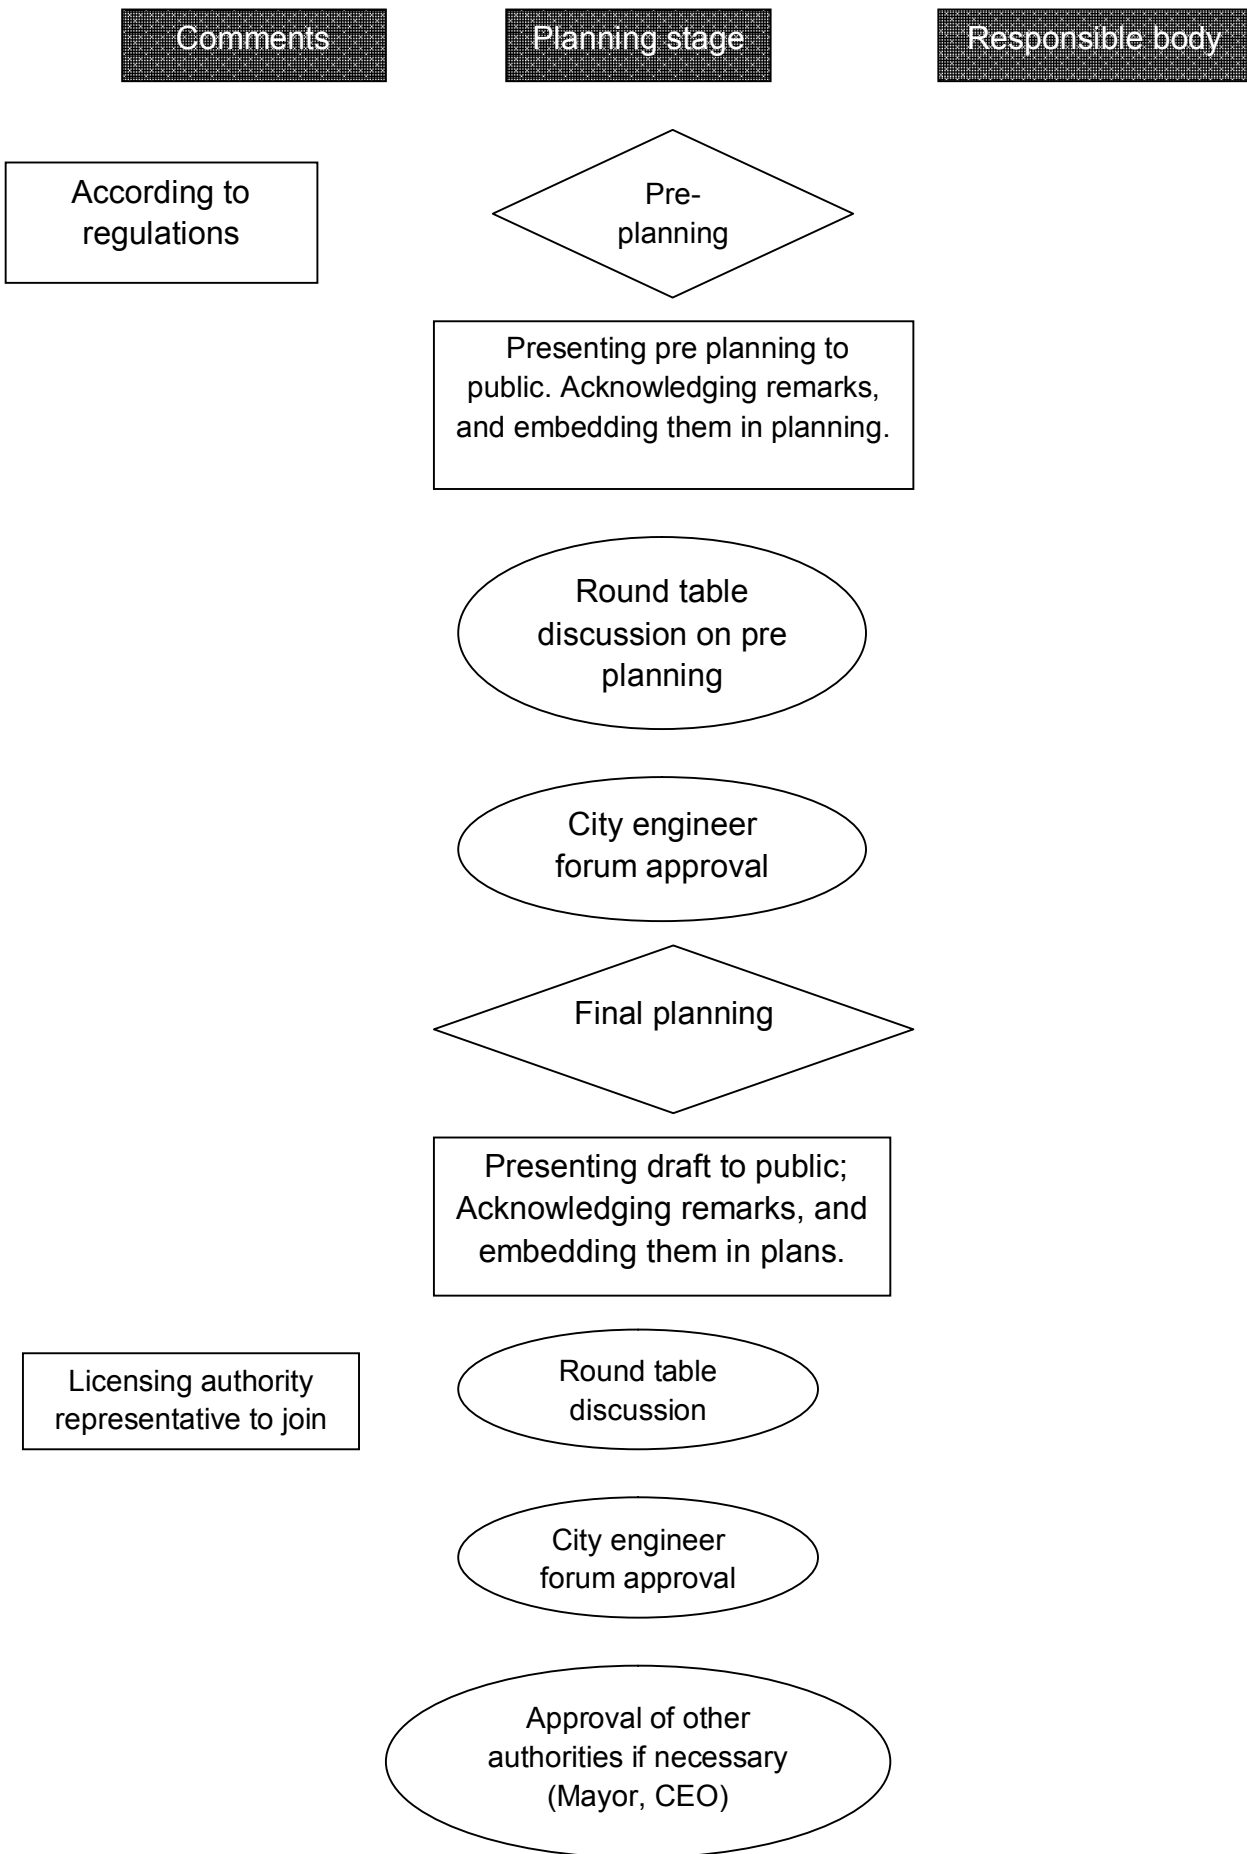 Comments
Planning stage
Responsible body
According to
regulations
Pre-
planning
Presenting pre planning to
public. Acknowledging remarks,
and embedding them in planning.
Round table
discussion on pre
planning
City engineer
forum approval
Final planning
Presenting draft to public;
Acknowledging remarks, and
embedding them in plans.
Licensing authority
representative to join
Round table
discussion
City engineer
forum approval
Approval of other
authorities if necessary
(Mayor, CEO)